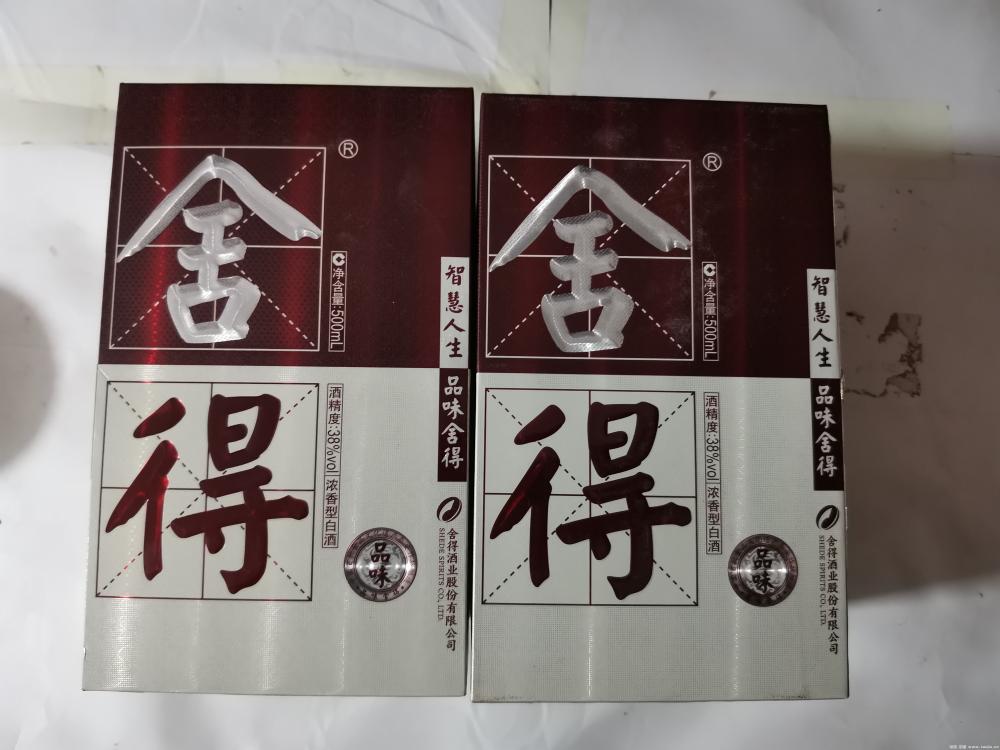 舍
®
净含量:500mL
智慧人生
品味舍得
得
酒精度:38%vol
浓香型白酒
品味
舍得酒业股份有限公司
SHEDE SPIRITS CO., LTD.
舍
®
净含量:500mL
智慧人生
品味舍得
得
酒精度:38%vol
浓香型白酒
品味
舍得酒业股份有限公司
SHEDE SPIRITS CO., LTD.